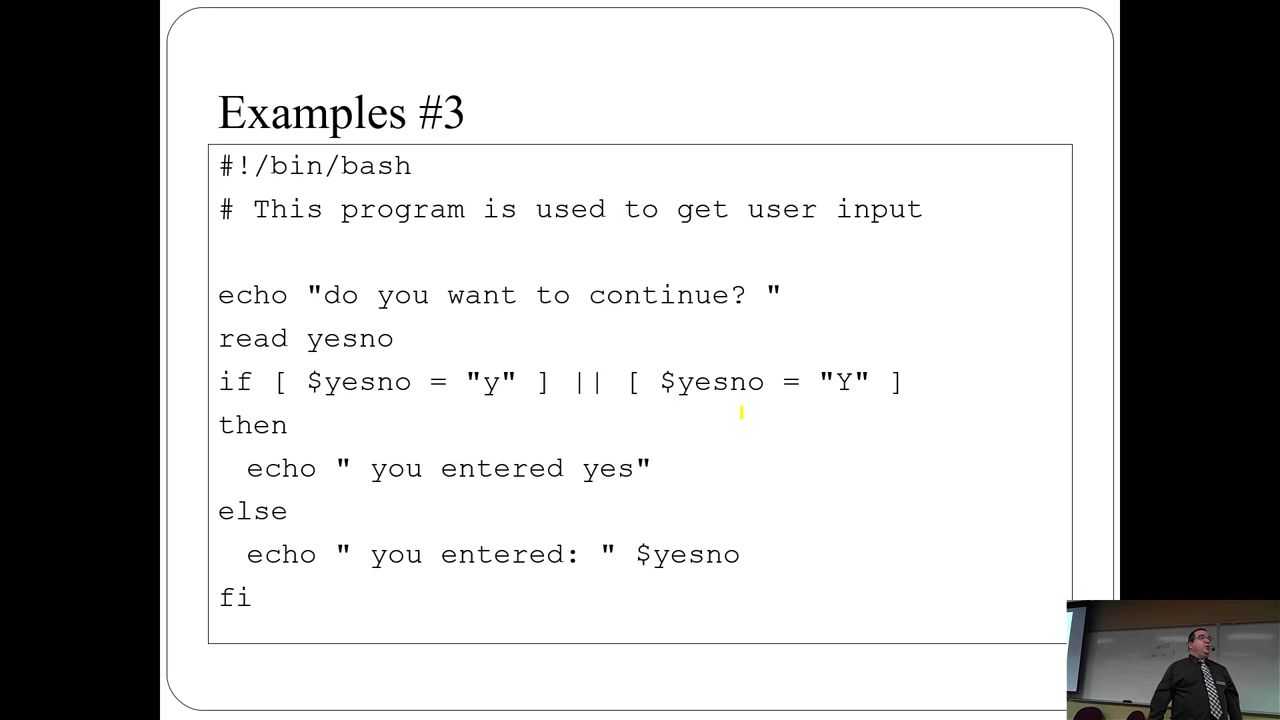 Examples #3
#!/bin/bash
# This program is used to get user input
echo "do you want to continue? "
read yesno
if [ $yesno = "y" ] || [ $yesno = "Y" ]
then
echo " you entered yes"
else
echo " you entered: " $yesno
fi